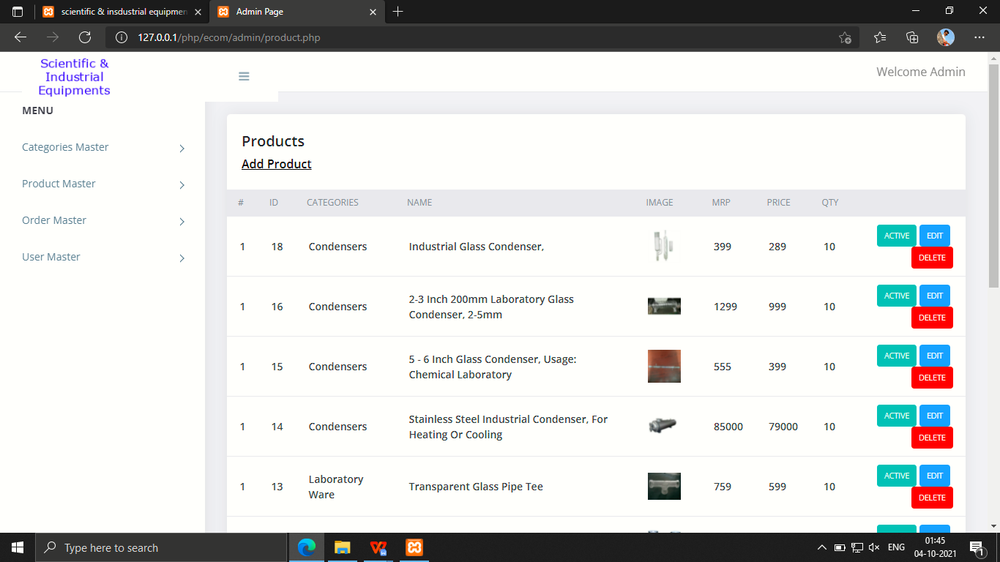 scientific & insdustrial equipmen
Admin Page
127.0.0.1/php/ecom/admin/product.php
Scientific &
Industrial
Equipments
Welcome Admin
MENU
Categories Master
Product Master
Order Master
User Master
Products
Add Product
# ID CATEGORIES NAME IMAGE MRP PRICE QTY
1 18 Condensers Industrial Glass Condenser, 399 289 10 ACTIVE EDIT
DELETE
1 16 Condensers 2-3 Inch 200mm Laboratory Glass
Condenser, 2-5mm 1299 999 10 ACTIVE EDIT
DELETE
1 15 Condensers 5 - 6 Inch Glass Condenser, Usage:
Chemical Laboratory 555 399 10 ACTIVE EDIT
DELETE
1 14 Condensers Stainless Steel Industrial Condenser, For
Heating Or Cooling 85000 79000 10 ACTIVE EDIT
DELETE
1 13 Laboratory
Ware Transparent Glass Pipe Tee 759 599 10 ACTIVE EDIT
DELETE
Type here to search
ENG
01:45
04-10-2021
1